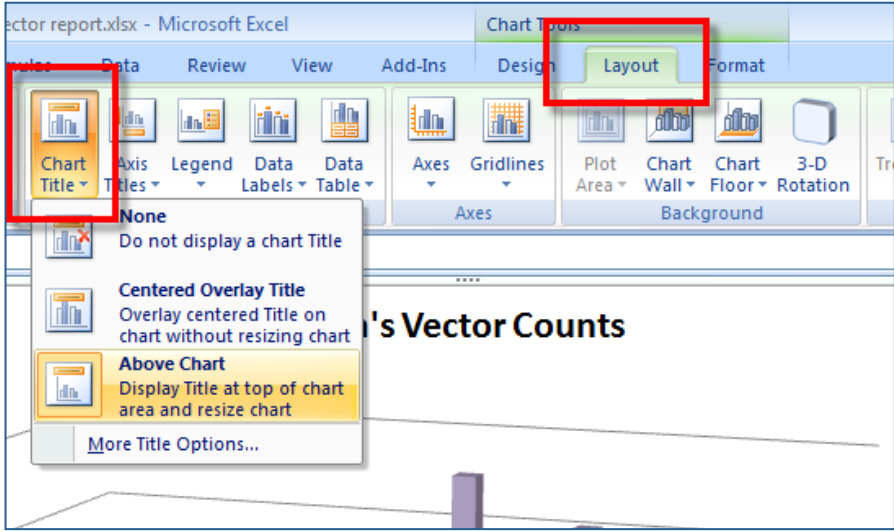 ector report.xlsx - Microsoft Excel
Chart Tools
Data Review View Add-Ins Design Layout Format
Chart Title
Axis Titles
Legend
Data Labels
Data Table
Axes
Gridlines
Plot Area
Chart Wall
Chart Floor
3-D Rotation
Axes
Background
None
Do not display a chart Title
Centered Overlay Title
Overlay centered Title on
chart without resizing chart
Above Chart
Display Title at top of chart
area and resize chart
More Title Options...
's Vector Counts